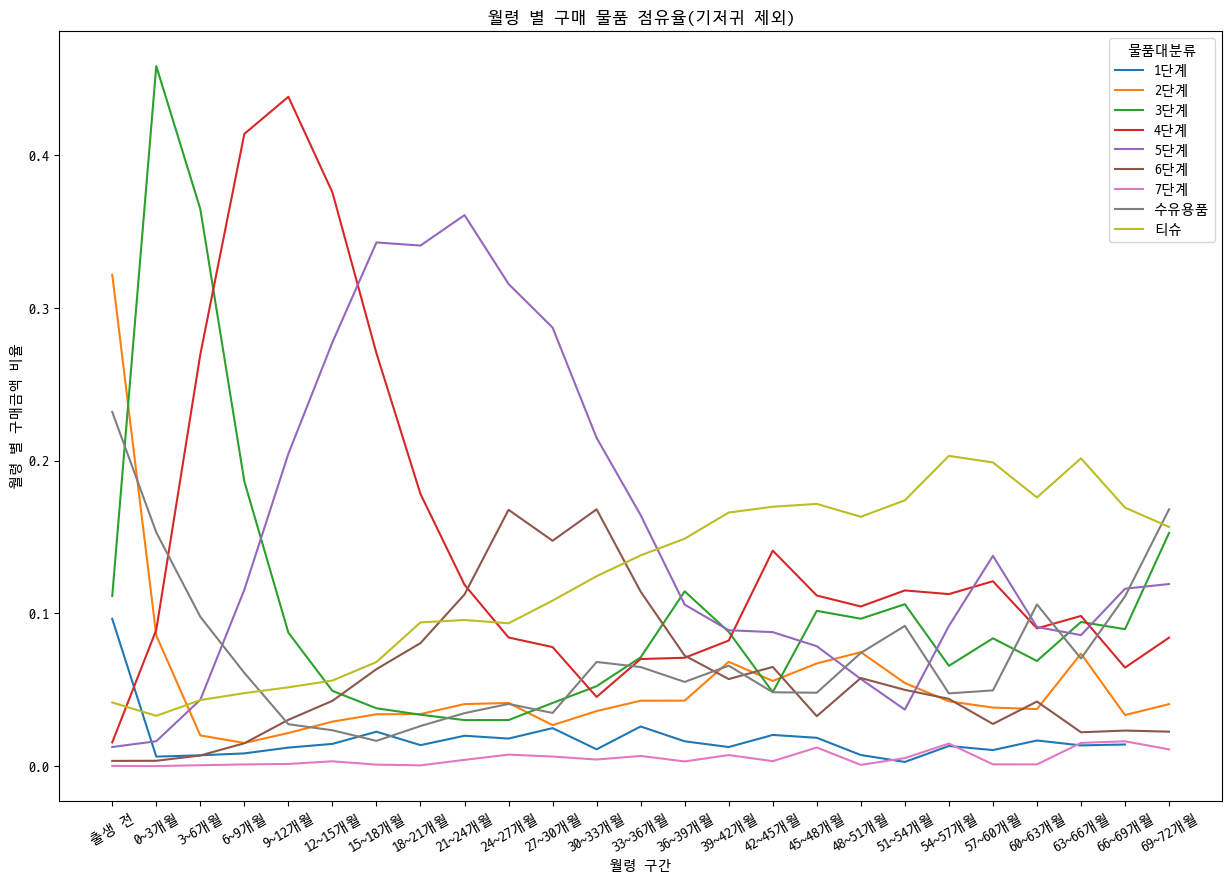 월령 별 구매 물품 점유율(기저귀 제외)
물품대분류
1단계
2단계
3단계
4단계
5단계
6단계
7단계
수유용품
티슈
월령 별 구매금액 비율
0.4
0.3
0.2
0.1
0.0
출생 전
0~3개월
3~6개월
6~9개월
9~12개월
12~15개월
15~18개월
18~21개월
21~24개월
24~27개월
27~30개월
30~33개월
33~36개월
36~39개월
39~42개월
42~45개월
45~48개월
48~51개월
51~54개월
54~57개월
57~60개월
60~63개월
63~66개월
66~69개월
69~72개월
월령 구간